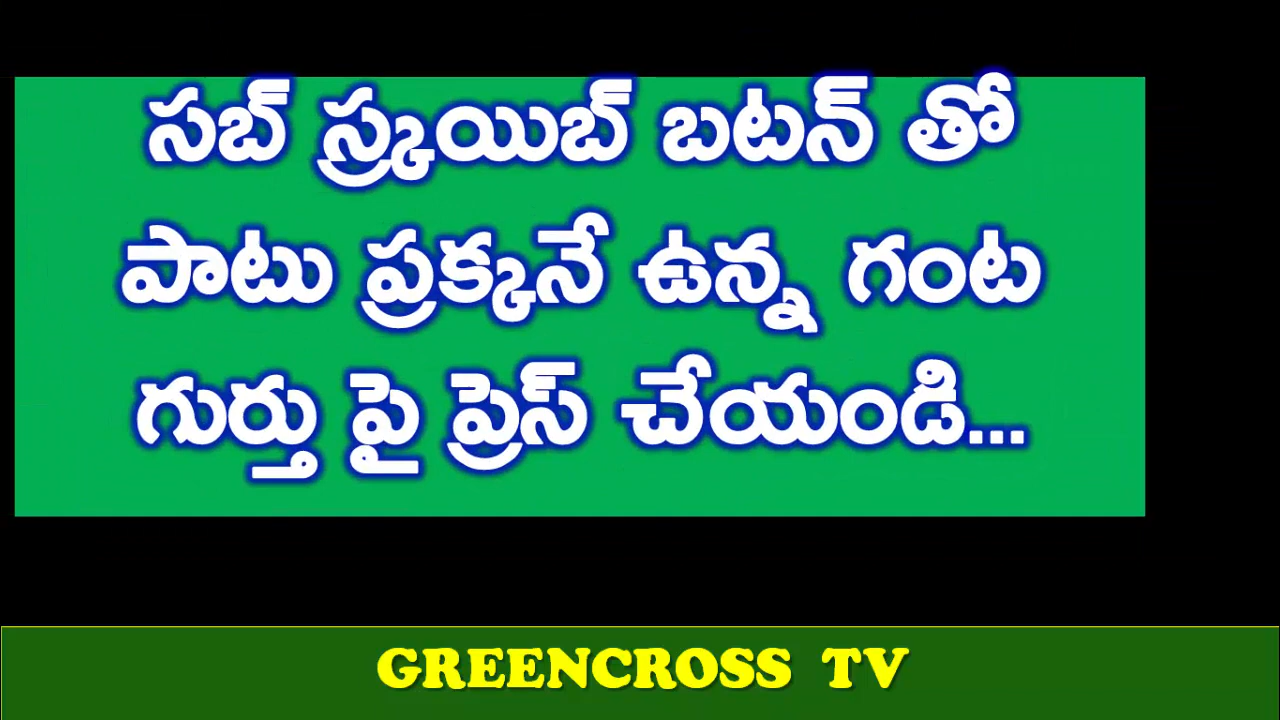 సబ్ స్క్రయిబ్ బటన్ తో
పాటు ప్రక్కనే ఉన్న గంట
గుర్తు పై ప్రెస్ చేయండి...
GREENCROSS TV